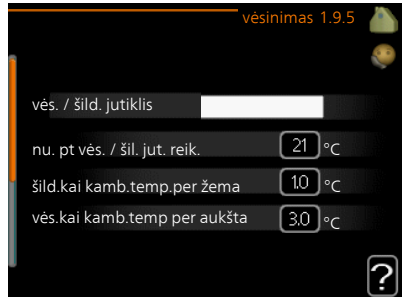 vėsinimas 1.9.5
vės. / šild. jutiklis
nu. pt vės. / šil. jut. reik. 21 °C
šild.kai kamb.temp.per žema 1.0 °C
vės.kai kamb.temp per aukšta 3.0 °C
?